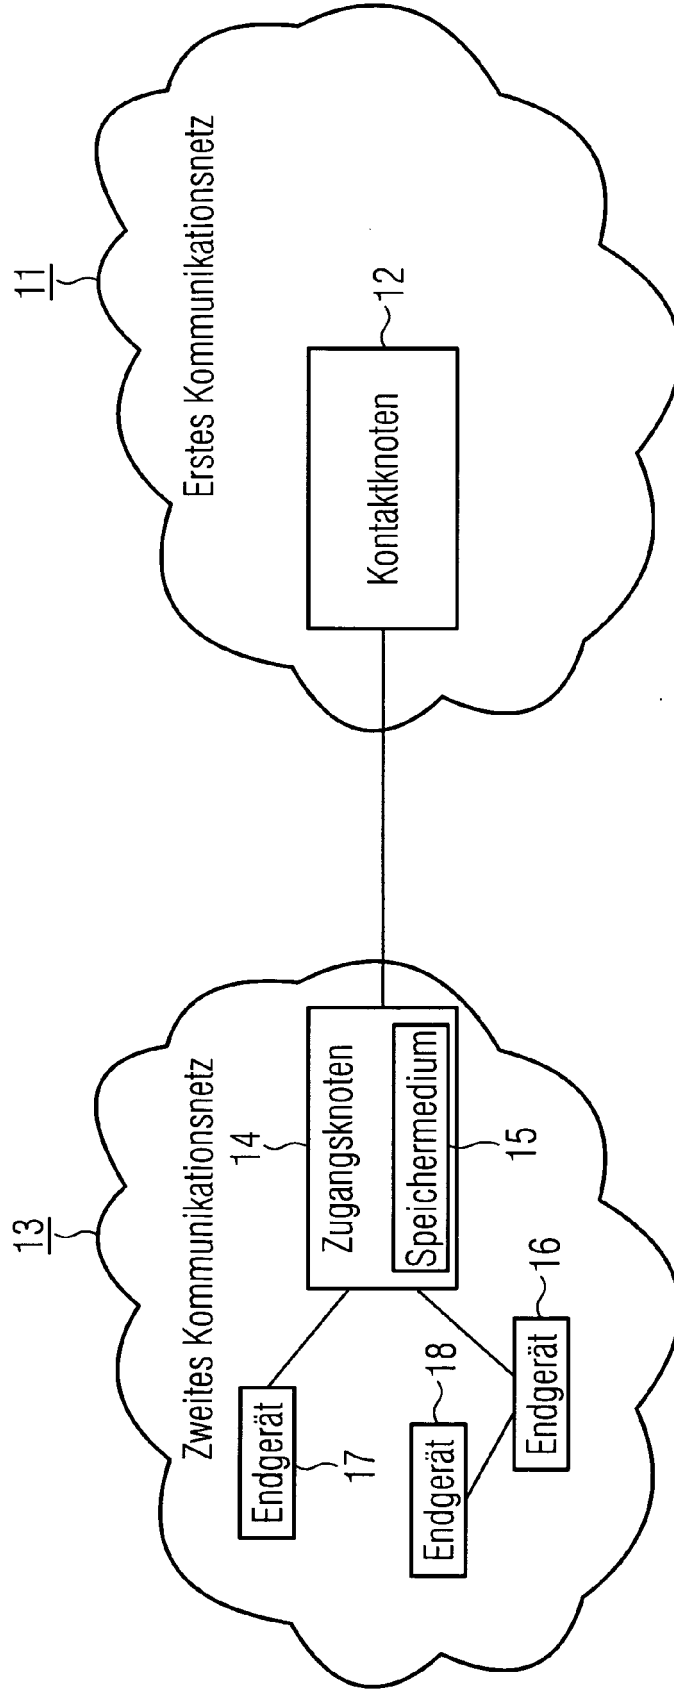 13
Zweites Kommunikationsnetz
14
Zugangsknoten
Speichermedium
15
Endgerät
17
Endgerät
18
Endgerät
16
11
Erstes Kommunikationsnetz
Kontaktknoten
12